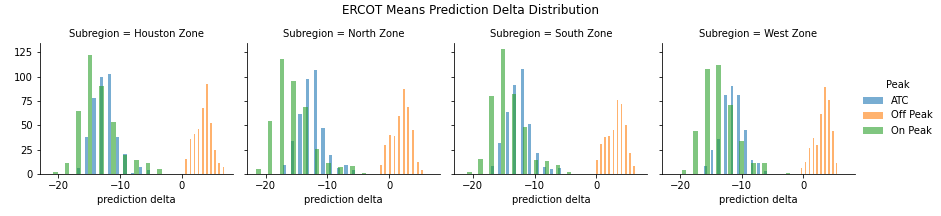 ERCOT Means Prediction Delta Distribution
Subregion = Houston Zone
Subregion = North Zone
Subregion = South Zone
Subregion = West Zone
125
100
75
50
25
0
−20 −10 0
−20 −10 0
−20 −10 0
−20 −10 0
prediction delta
prediction delta
prediction delta
prediction delta
Peak
ATC
Off Peak
On Peak